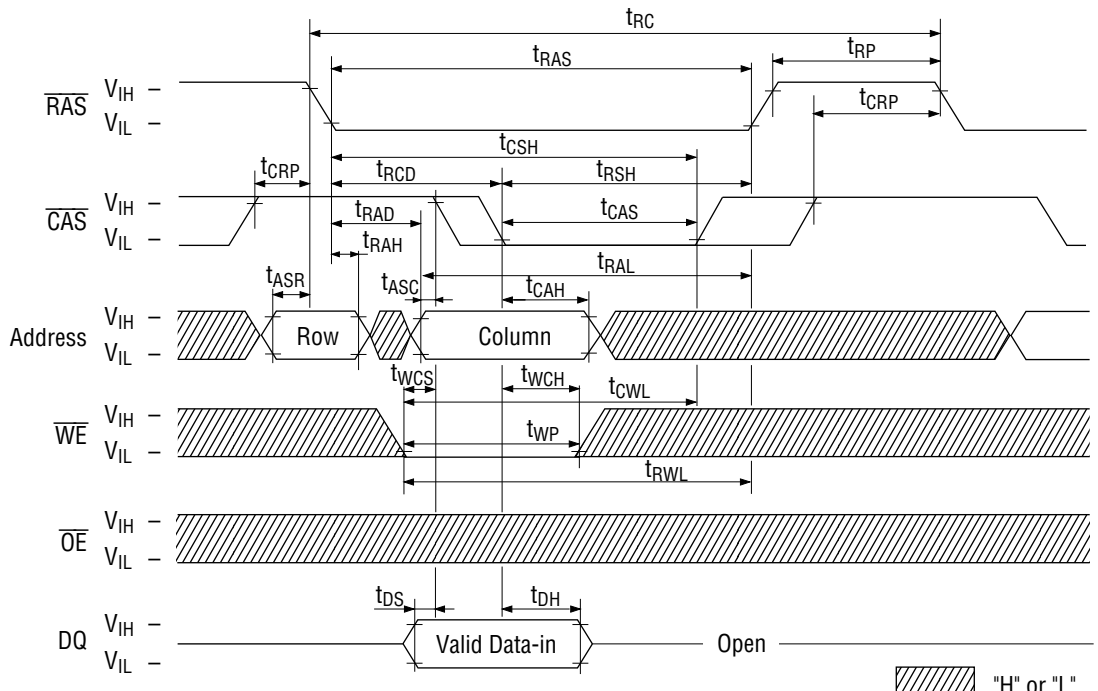 tRC
tRAS
tRP
RAS
VIH –
VIL –
tCRP
tCSH
tCRP
tRCD
tRSH
CAS
VIH –
VIL –
tRAD
tCAS
tRAH
tRAL
tASR
tASC
tCAH
Address
VIH –
VIL –
Row
Column
tWCS
tWCH
tCWL
WE
VIH –
VIL –
tWP
tRWL
OE
VIH –
VIL –
tDS
tDH
DQ
VIH –
VIL –
Valid Data-in
Open
"H" or "L"